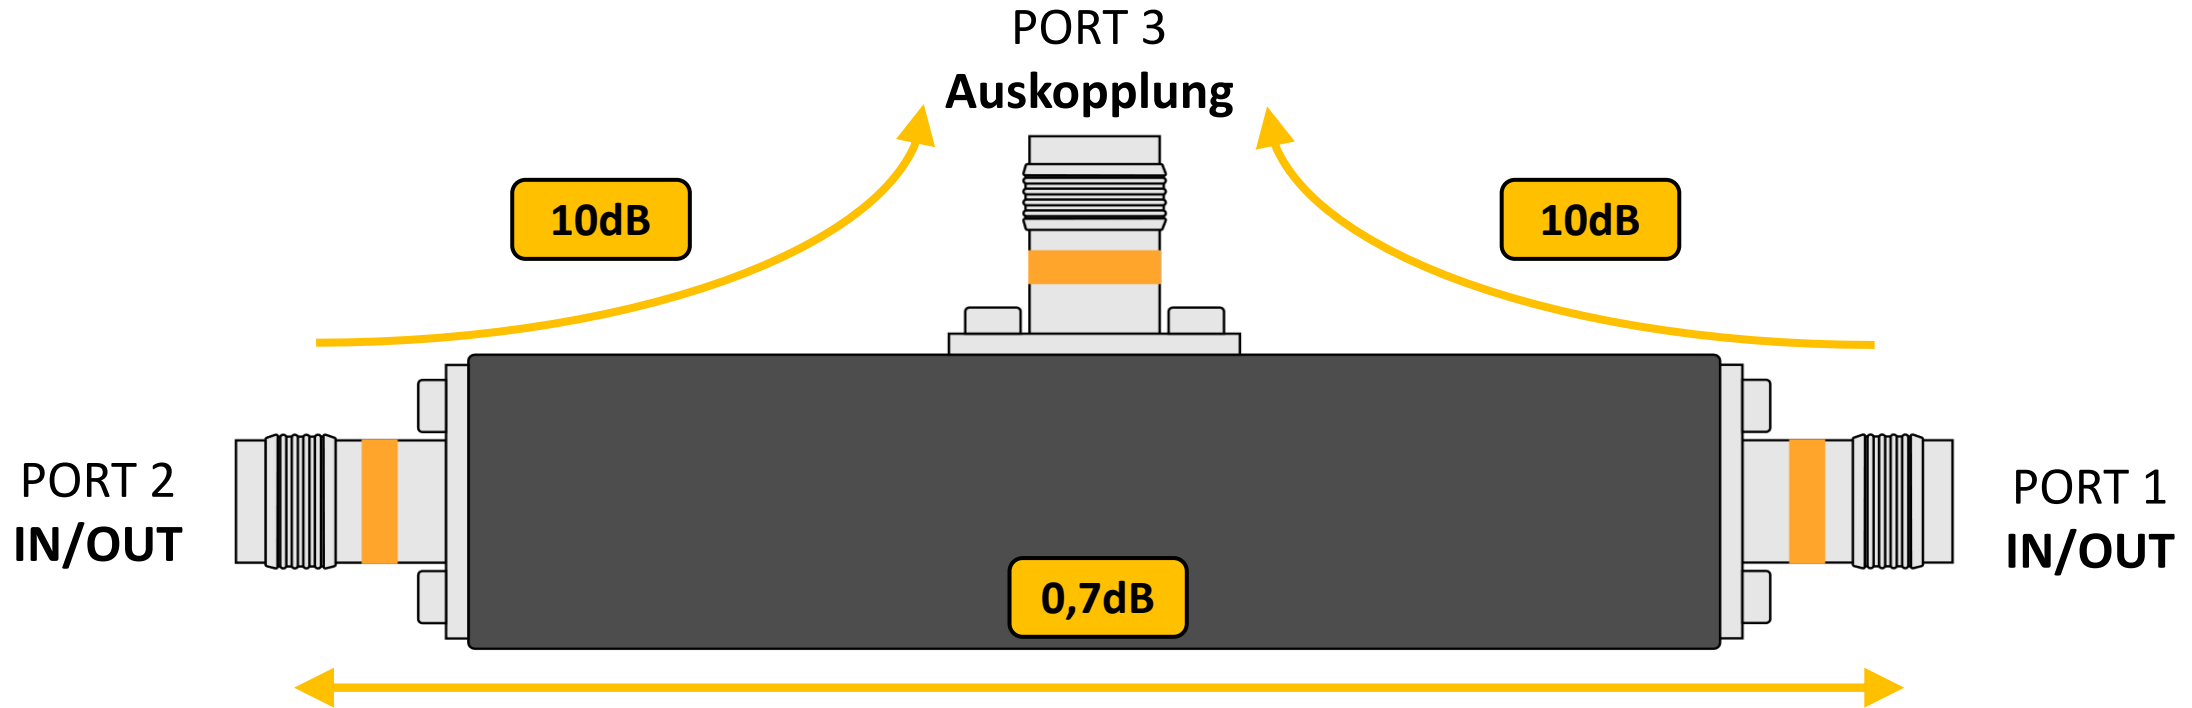 PORT 3
Auskopplung
10dB
10dB
PORT 2
IN/OUT
PORT 1
IN/OUT
0,7dB